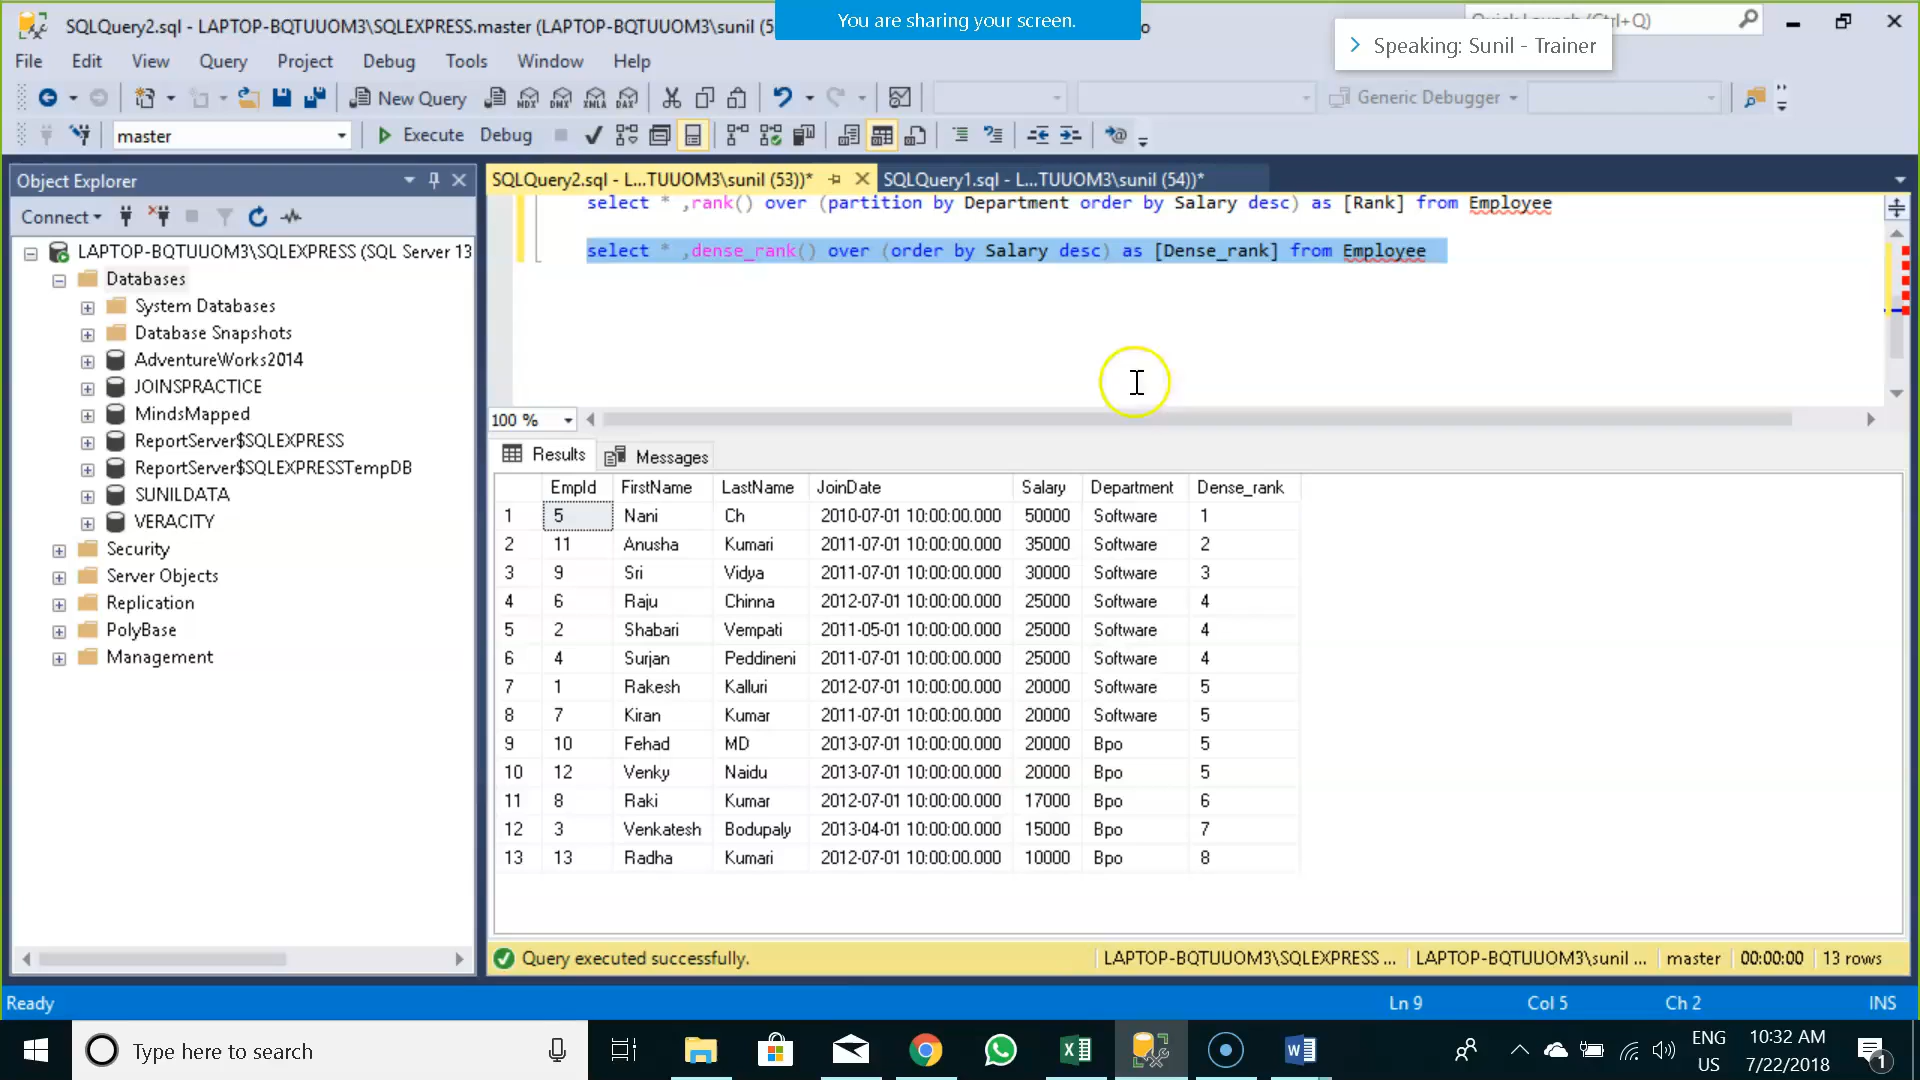 You are sharing your screen.
SQLQuery2.sql - LAPTOP-BQTUUOM3\SQLEXPRESS.master (LAPTOP-BQTUUOM3\sunil (5
Speaking: Sunil - Trainer
File Edit View Query Project Debug Tools Window Help
New Query
MDX DMX XMLA DAX
Generic Debugger
master
Execute Debug
Object Explorer
SQLQuery2.sql - L...TUUOM3\sunil (53))*
SQLQuery1.sql - L...TUUOM3\sunil (54))*
Connect
select * ,rank() over (partition by Department order by Salary desc) as [Rank] from Employee
select * ,dense_rank() over (order by Salary desc) as [Dense_rank] from Employee
LAPTOP-BQTUUOM3\SQLEXPRESS (SQL Server 13
Databases
System Databases
Database Snapshots
AdventureWorks2014
JOINSPRACTICE
MindsMapped
ReportServer$SQLEXPRESS
ReportServer$SQLEXPRESSTempDB
SUNILDATA
VERACITY
Security
Server Objects
Replication
PolyBase
Management
100 %
Results Messages
EmpId FirstName LastName JoinDate Salary Department Dense_rank
1 5 Nani Ch 2010-07-01 10:00:00.000 50000 Software 1
2 11 Anusha Kumari 2011-07-01 10:00:00.000 35000 Software 2
3 9 Sri Vidya 2011-07-01 10:00:00.000 30000 Software 3
4 6 Raju Chinna 2012-07-01 10:00:00.000 25000 Software 4
5 2 Shabari Vempati 2011-05-01 10:00:00.000 25000 Software 4
6 4 Surjan Peddineni 2011-07-01 10:00:00.000 25000 Software 4
7 1 Rakesh Kalluri 2012-07-01 10:00:00.000 20000 Software 5
8 7 Kiran Kumar 2011-07-01 10:00:00.000 20000 Software 5
9 10 Fehad MD 2013-07-01 10:00:00.000 20000 Bpo 5
10 12 Venky Naidu 2013-07-01 10:00:00.000 20000 Bpo 5
11 8 Raki Kumar 2012-07-01 10:00:00.000 17000 Bpo 6
12 3 Venkatesh Bodupaly 2013-04-01 10:00:00.000 15000 Bpo 7
13 13 Radha Kumari 2012-07-01 10:00:00.000 10000 Bpo 8
Query executed successfully.
LAPTOP-BQTUUOM3\SQLEXPRESS ... LAPTOP-BQTUUOM3\sunil ... master 00:00:00 13 rows
Ready Ln 9 Col 5 Ch 2 INS
Type here to search
ENG
US
10:32 AM
7/22/2018
1